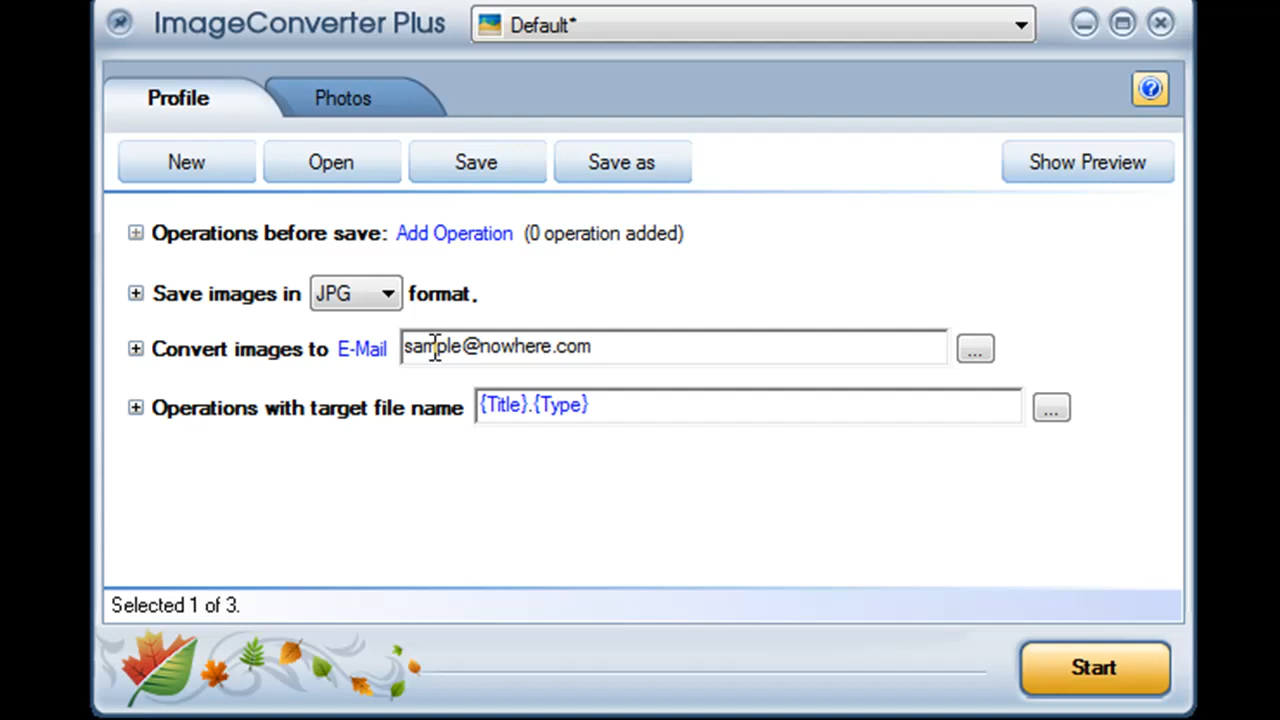 ImageConverter Plus Default*
Profile Photos
New Open Save Save as Show Preview
Operations before save: Add Operation (0 operation added)
Save images in JPG format.
Convert images to E-Mail sample@nowhere.com ...
Operations with target file name {Title}.{Type} ...
Selected 1 of 3.
Start